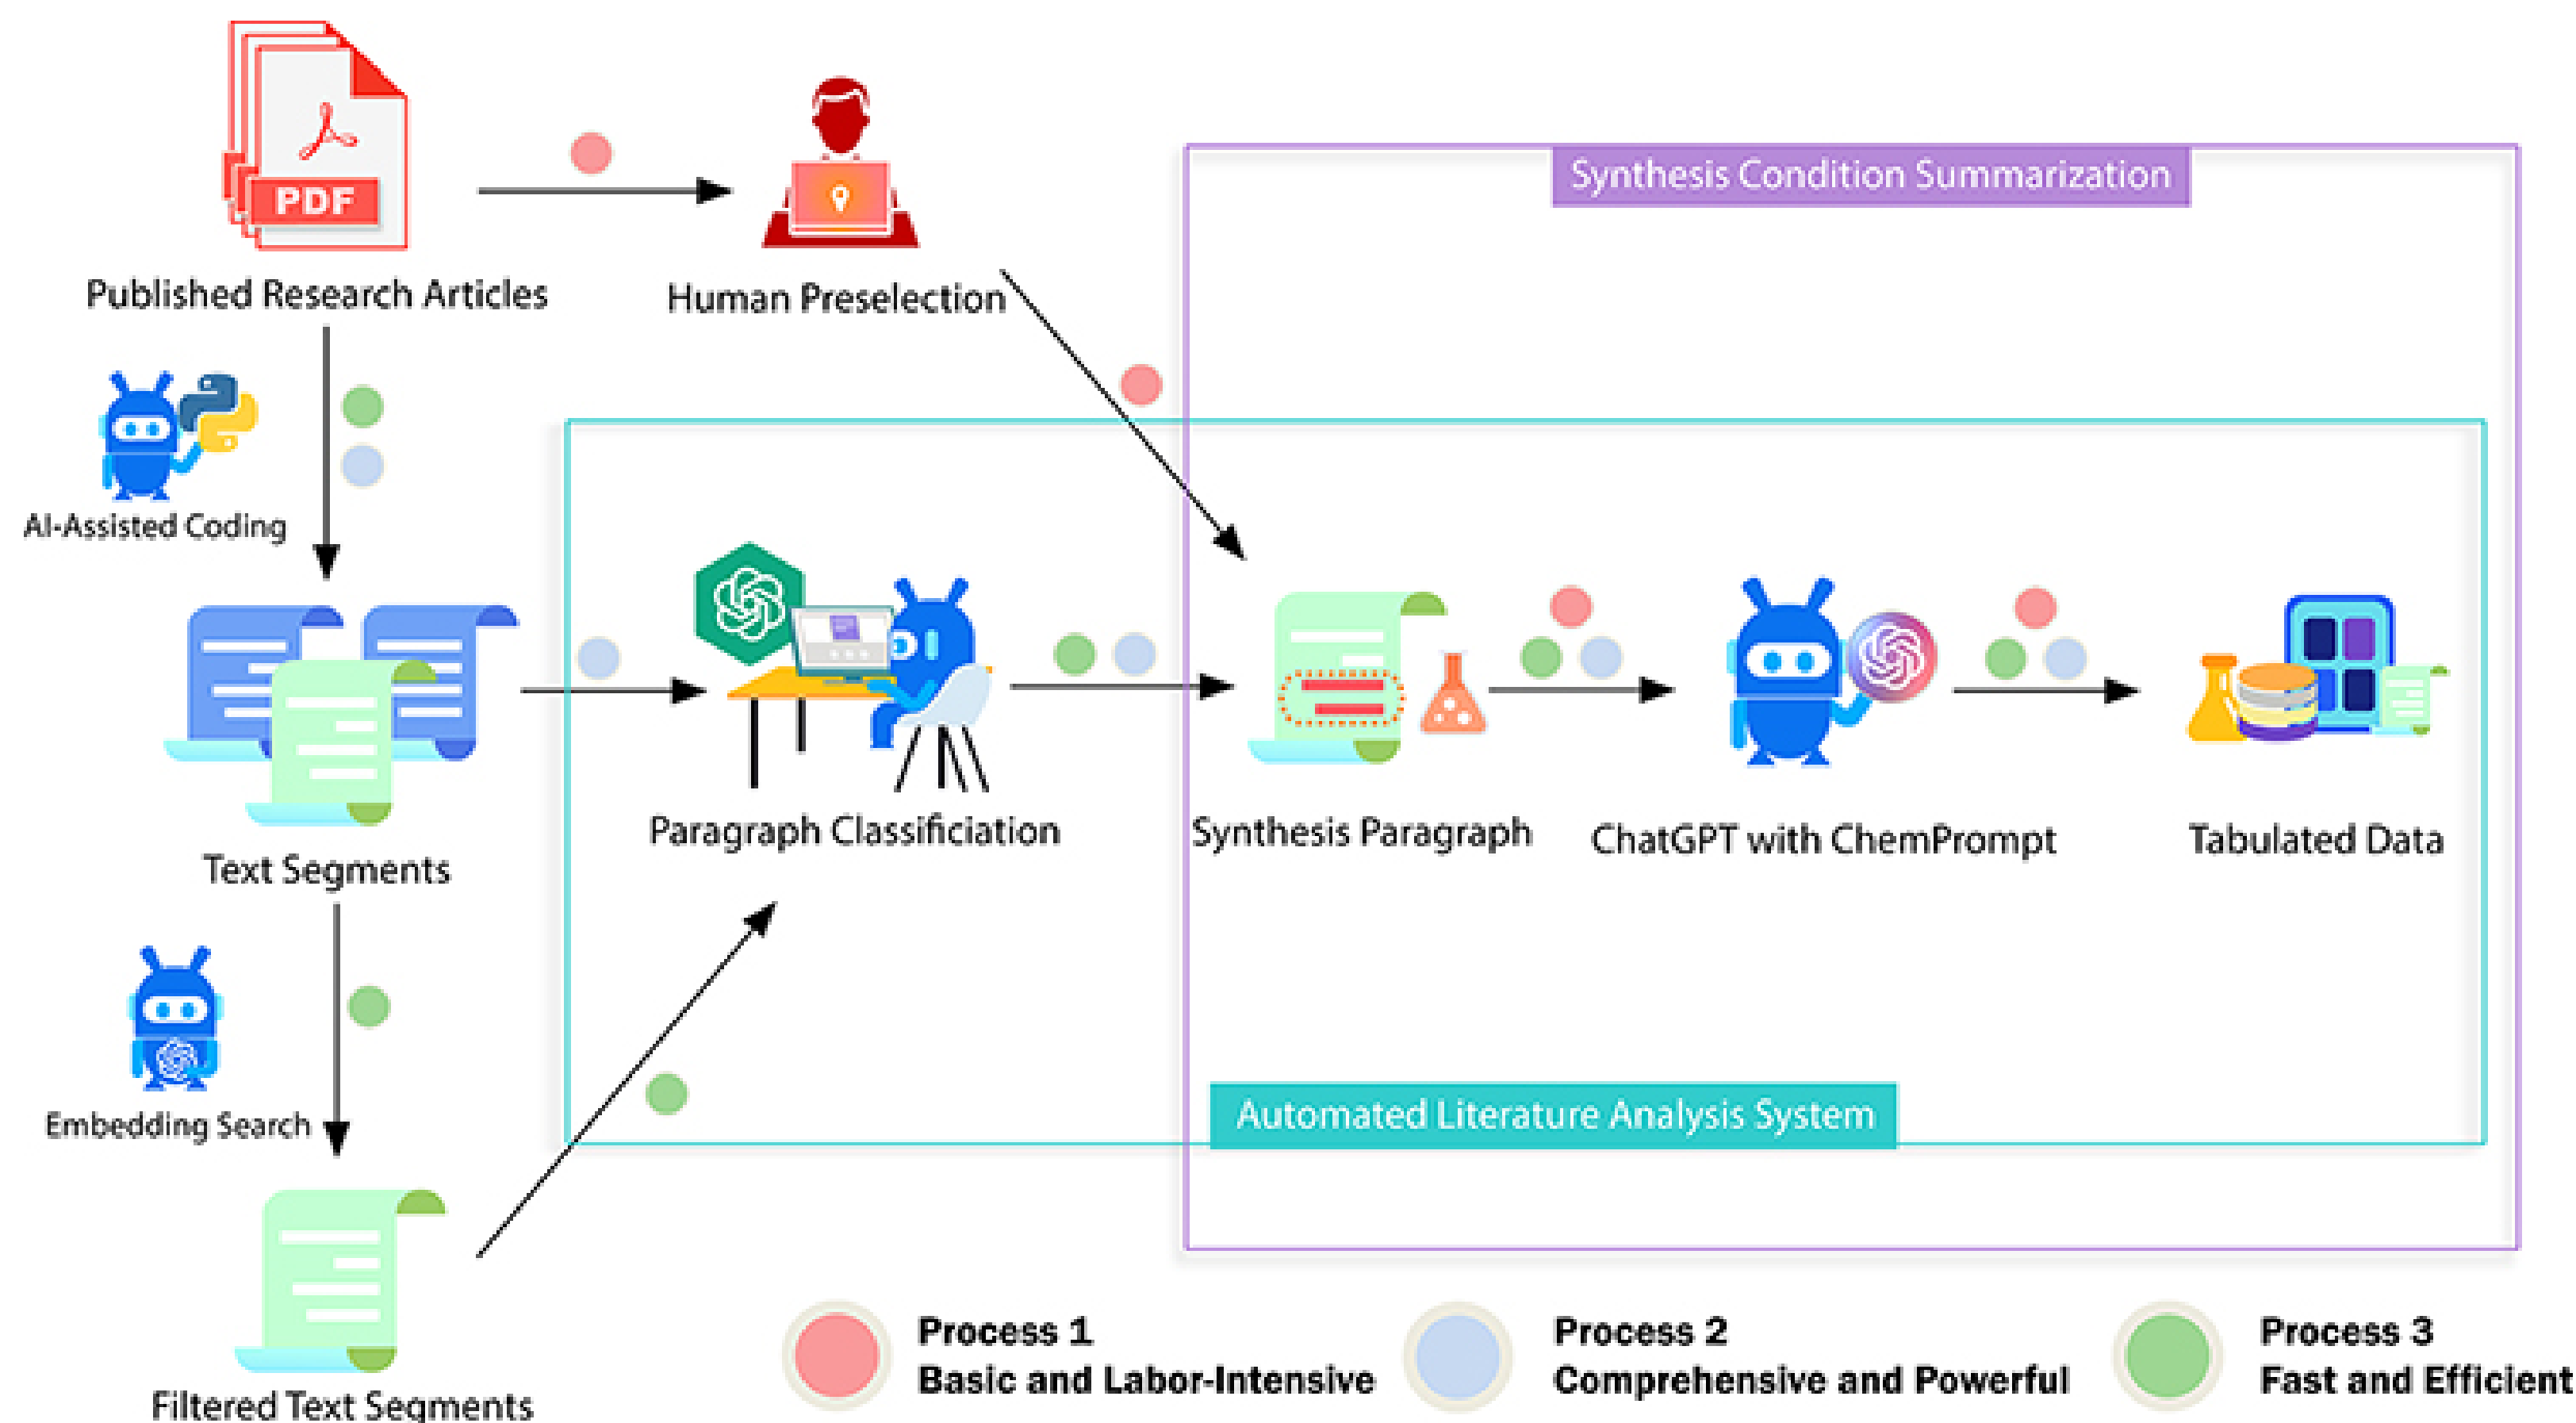 PDF
Published Research Articles
Human Preselection
Synthesis Condition Summarization
AI-Assisted Coding
Text Segments
Paragraph Classificiation
Synthesis Paragraph
ChatGPT with ChemPrompt
Tabulated Data
Embedding Search
Automated Literature Analysis System
Filtered Text Segments
Process 1
Basic and Labor-Intensive
Process 2
Comprehensive and Powerful
Process 3
Fast and Efficient